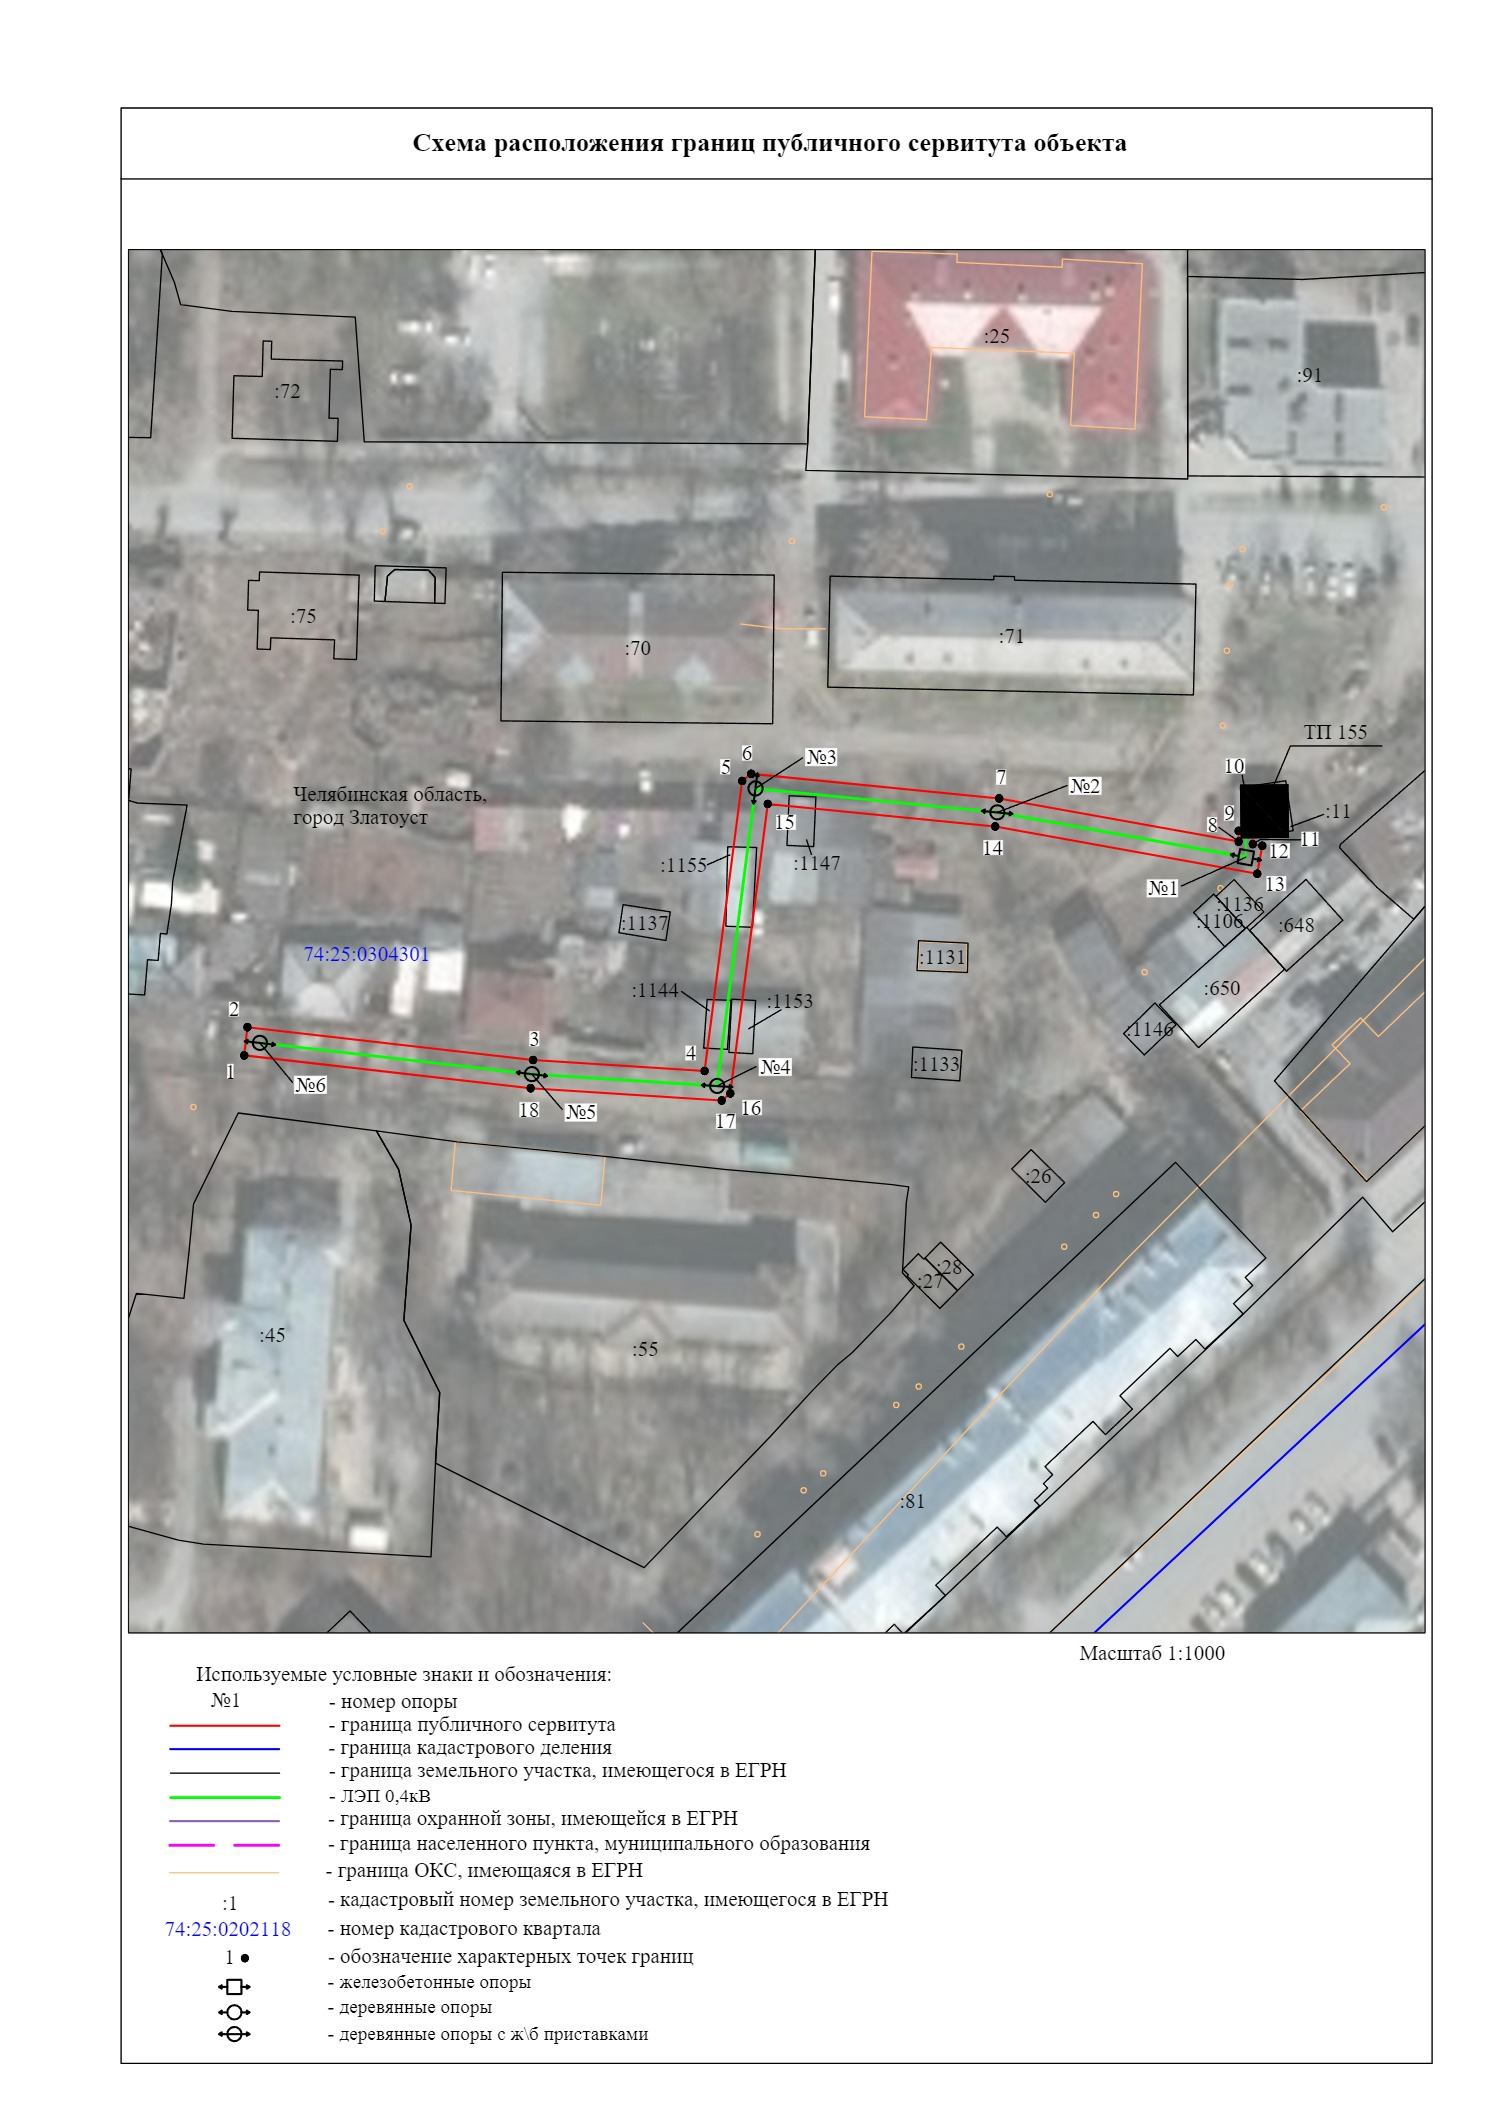 Схема расположения границ публичного сервитута объекта
:25
:91
:72
:75
:70
:71
ТП 155
6
№3
5
10
7
№2
Челябинская область,
город Златоуст
9
:11
15
8
14
11
12
:1155
:1147
№1
13
:1136
:1137
:1106
:648
74:25:0304301
:1131
:1144
:1153
:650
2
3
4
:1146
1
№6
№4
:1133
18
№5
16
17
:26
:28
:27
:45
:55
:81
Масштаб 1:1000
Используемые условные знаки и обозначения:
№1 - номер опоры
- граница публичного сервитута
- граница кадастрового деления
- граница земельного участка, имеющегося в ЕГРН
- ЛЭП 0,4кВ
- граница охранной зоны, имеющейся в ЕГРН
- граница населенного пункта, муниципального образования
- граница ОКС, имеющаяся в ЕГРН
:1 - кадастровый номер земельного участка, имеющегося в ЕГРН
74:25:0202118 - номер кадастрового квартала
1 - обозначение характерных точек границ
- железобетонные опоры
- деревянные опоры
- деревянные опоры с ж\б приставками